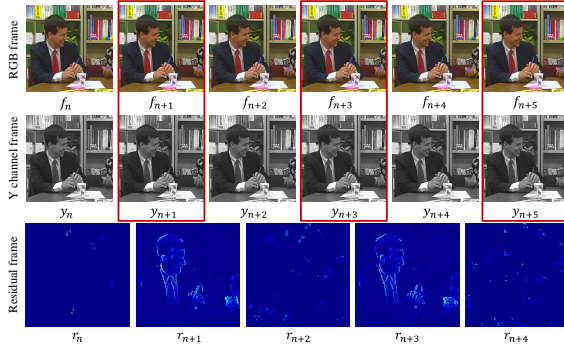 RGB frame
f_n f_{n+1} f_{n+2} f_{n+3} f_{n+4} f_{n+5}
Y channel frame
y_n y_{n+1} y_{n+2} y_{n+3} y_{n+4} y_{n+5}
Residual frame
r_n r_{n+1} r_{n+2} r_{n+3} r_{n+4}